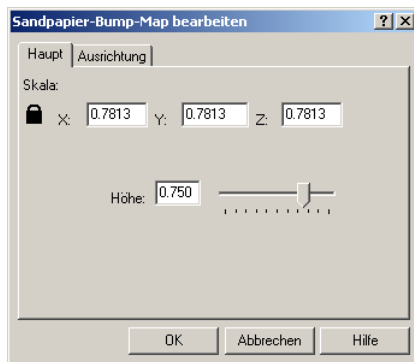 Sandpapier-Bump-Map bearbeiten
Haupt Ausrichtung
Skala:
X: 0.7813 Y: 0.7813 Z: 0.7813
Höhe: 0.750
OK Abbrechen Hilfe